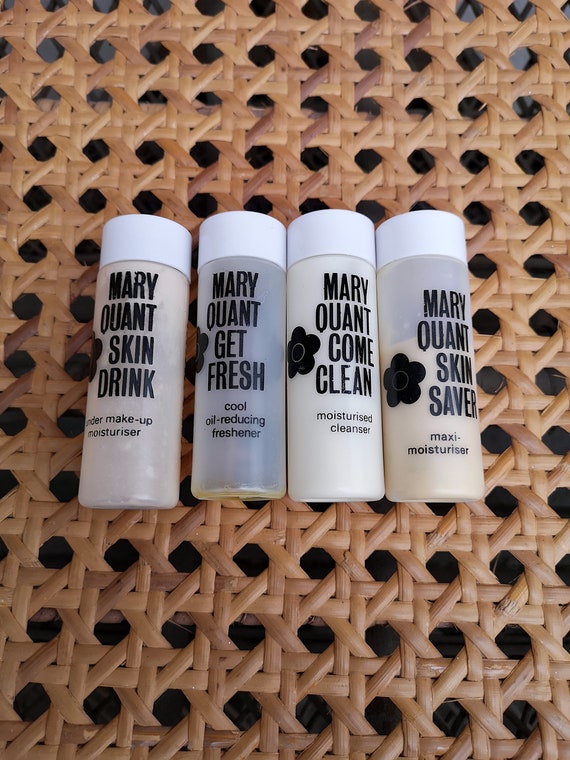 MARY
QUANT
SKIN
DRINK
under make-up
moisturiser
MARY
QUANT
GET
FRESH
cool
oil-reducing
freshener
MARY
QUANT
COME
CLEAN
moisturised
cleanser
MARY
QUANT
SKIN
SAVER
maxi-
moisturiser